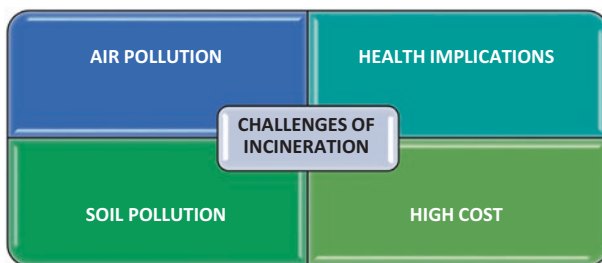 AIR POLLUTION
HEALTH IMPLICATIONS
CHALLENGES OF
INCINERATION
SOIL POLLUTION
HIGH COST